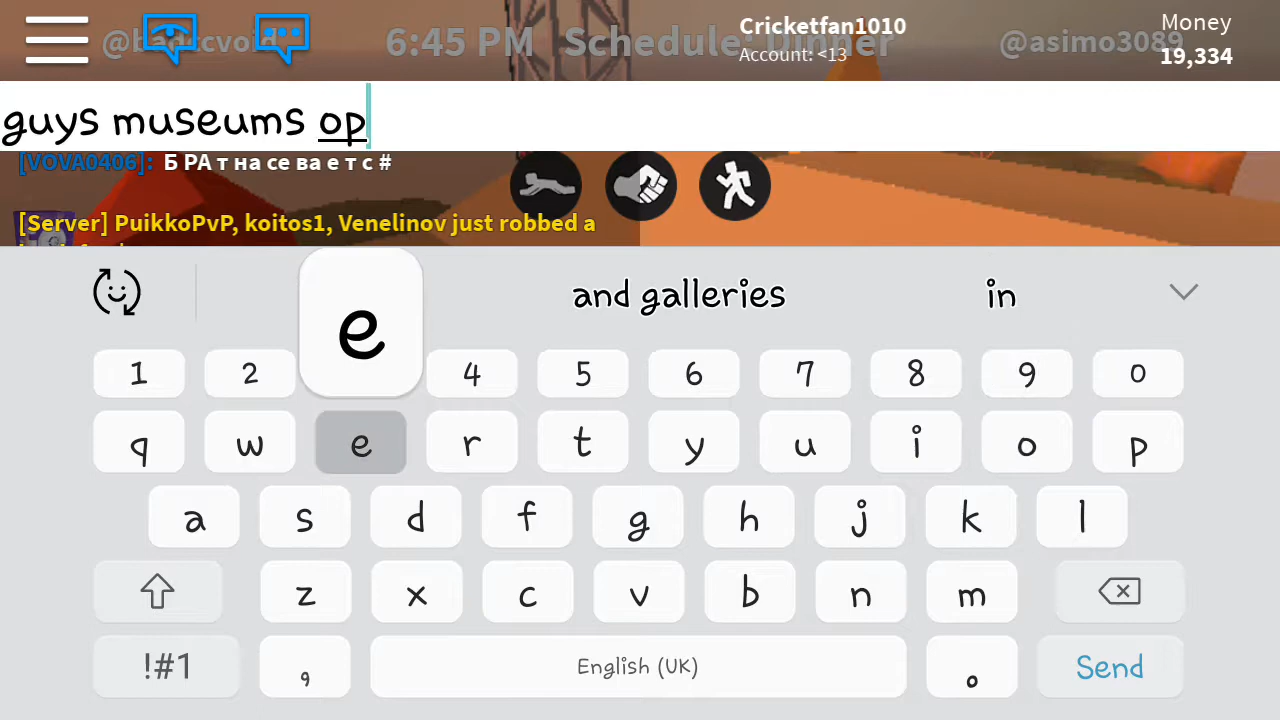 @baddcvoid 6:45 PM Schedule: Dinner @asimo3089
Cricketfan1010
Account: <13
Money
19,334
guys museums op
[VOVA0406]: Б РА т на се ва е т с #
[Server] PuikkoPvP, koitos1, Venelinov just robbed a
e
and galleries
in
1 2 4 5 6 7 8 9 0
q w e r t y u i o p
a s d f g h j k l
z x c v b n m
!#1 , English (UK) . Send